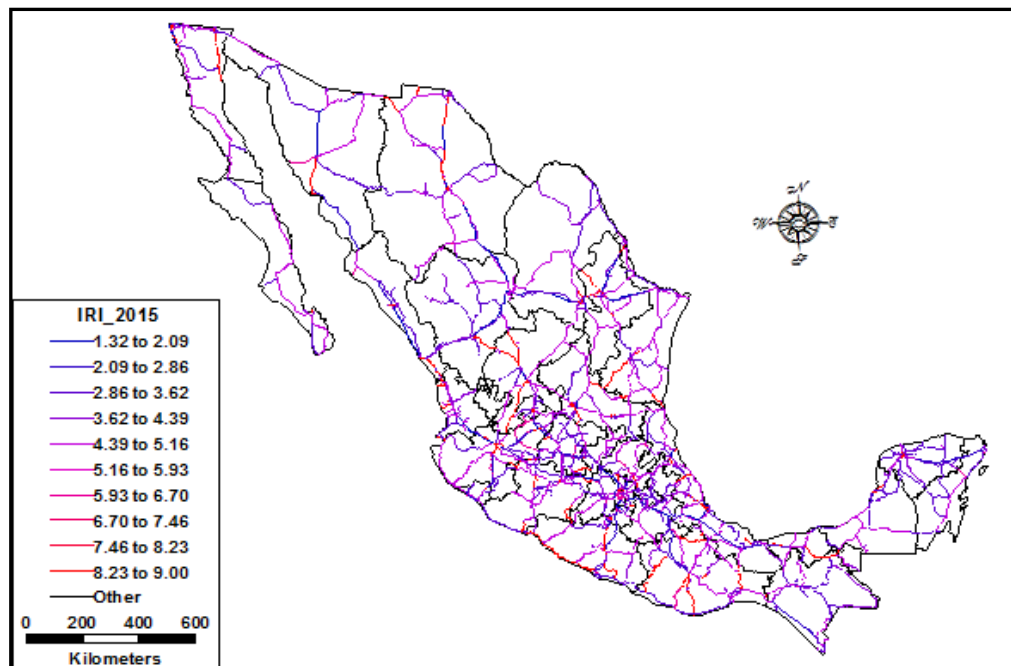 N
W
E
S
IRI_2015
1.32 to 2.09
2.09 to 2.86
2.86 to 3.62
3.62 to 4.39
4.39 to 5.16
5.16 to 5.93
5.93 to 6.70
6.70 to 7.46
7.46 to 8.23
8.23 to 9.00
Other
0 200 400 600
Kilometers